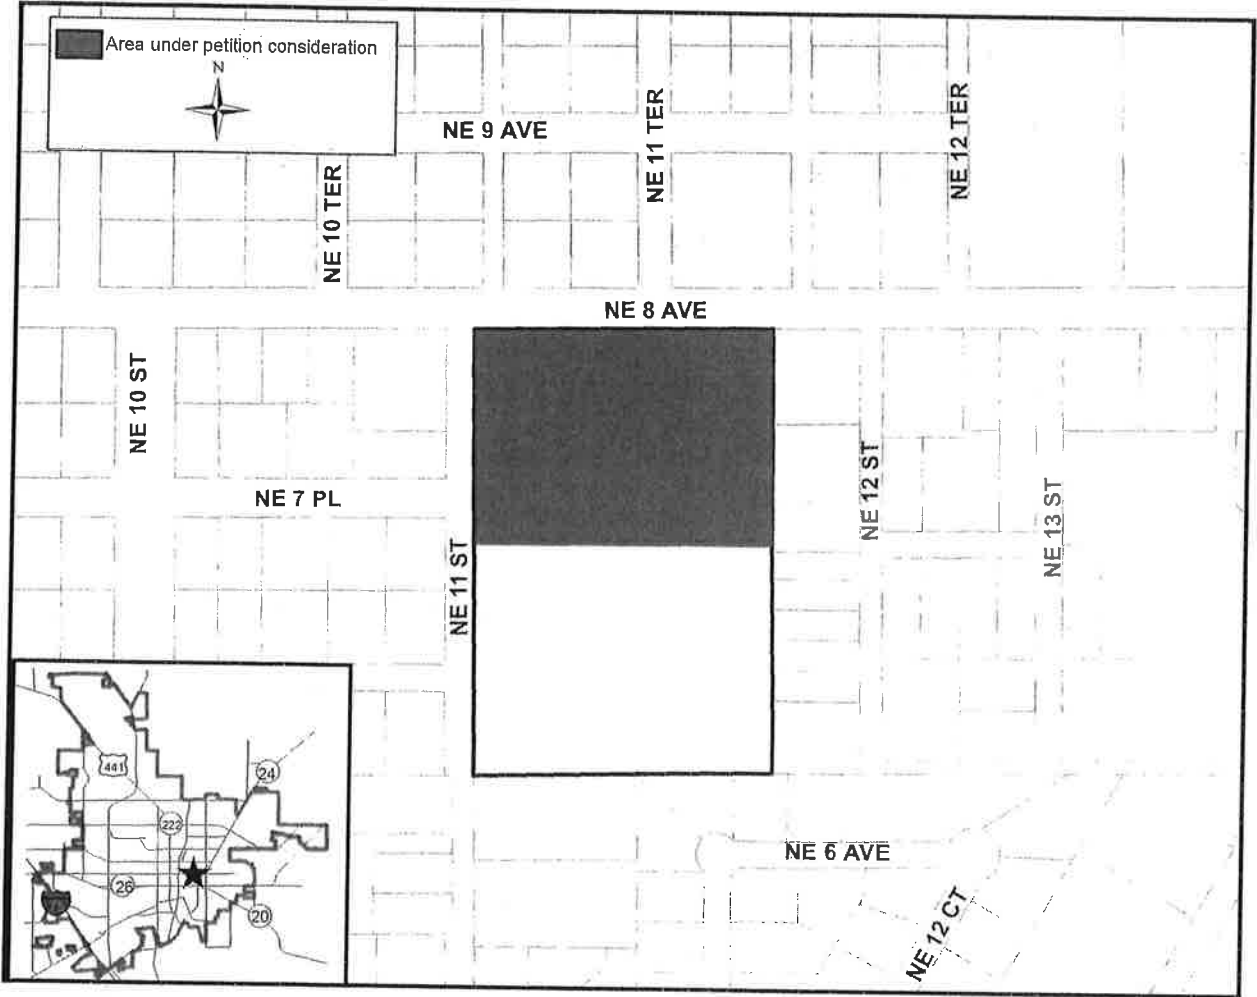 Area under petition consideration
N
NE 9 AVE
NE 11 TER
NE 12 TER
NE 10 TER
NE 8 AVE
NE 10 ST
NE 7 PL
NE 12 ST
NE 13 ST
NE 11 ST
441
24
222
26
20
NE 6 AVE
NE 12 CT